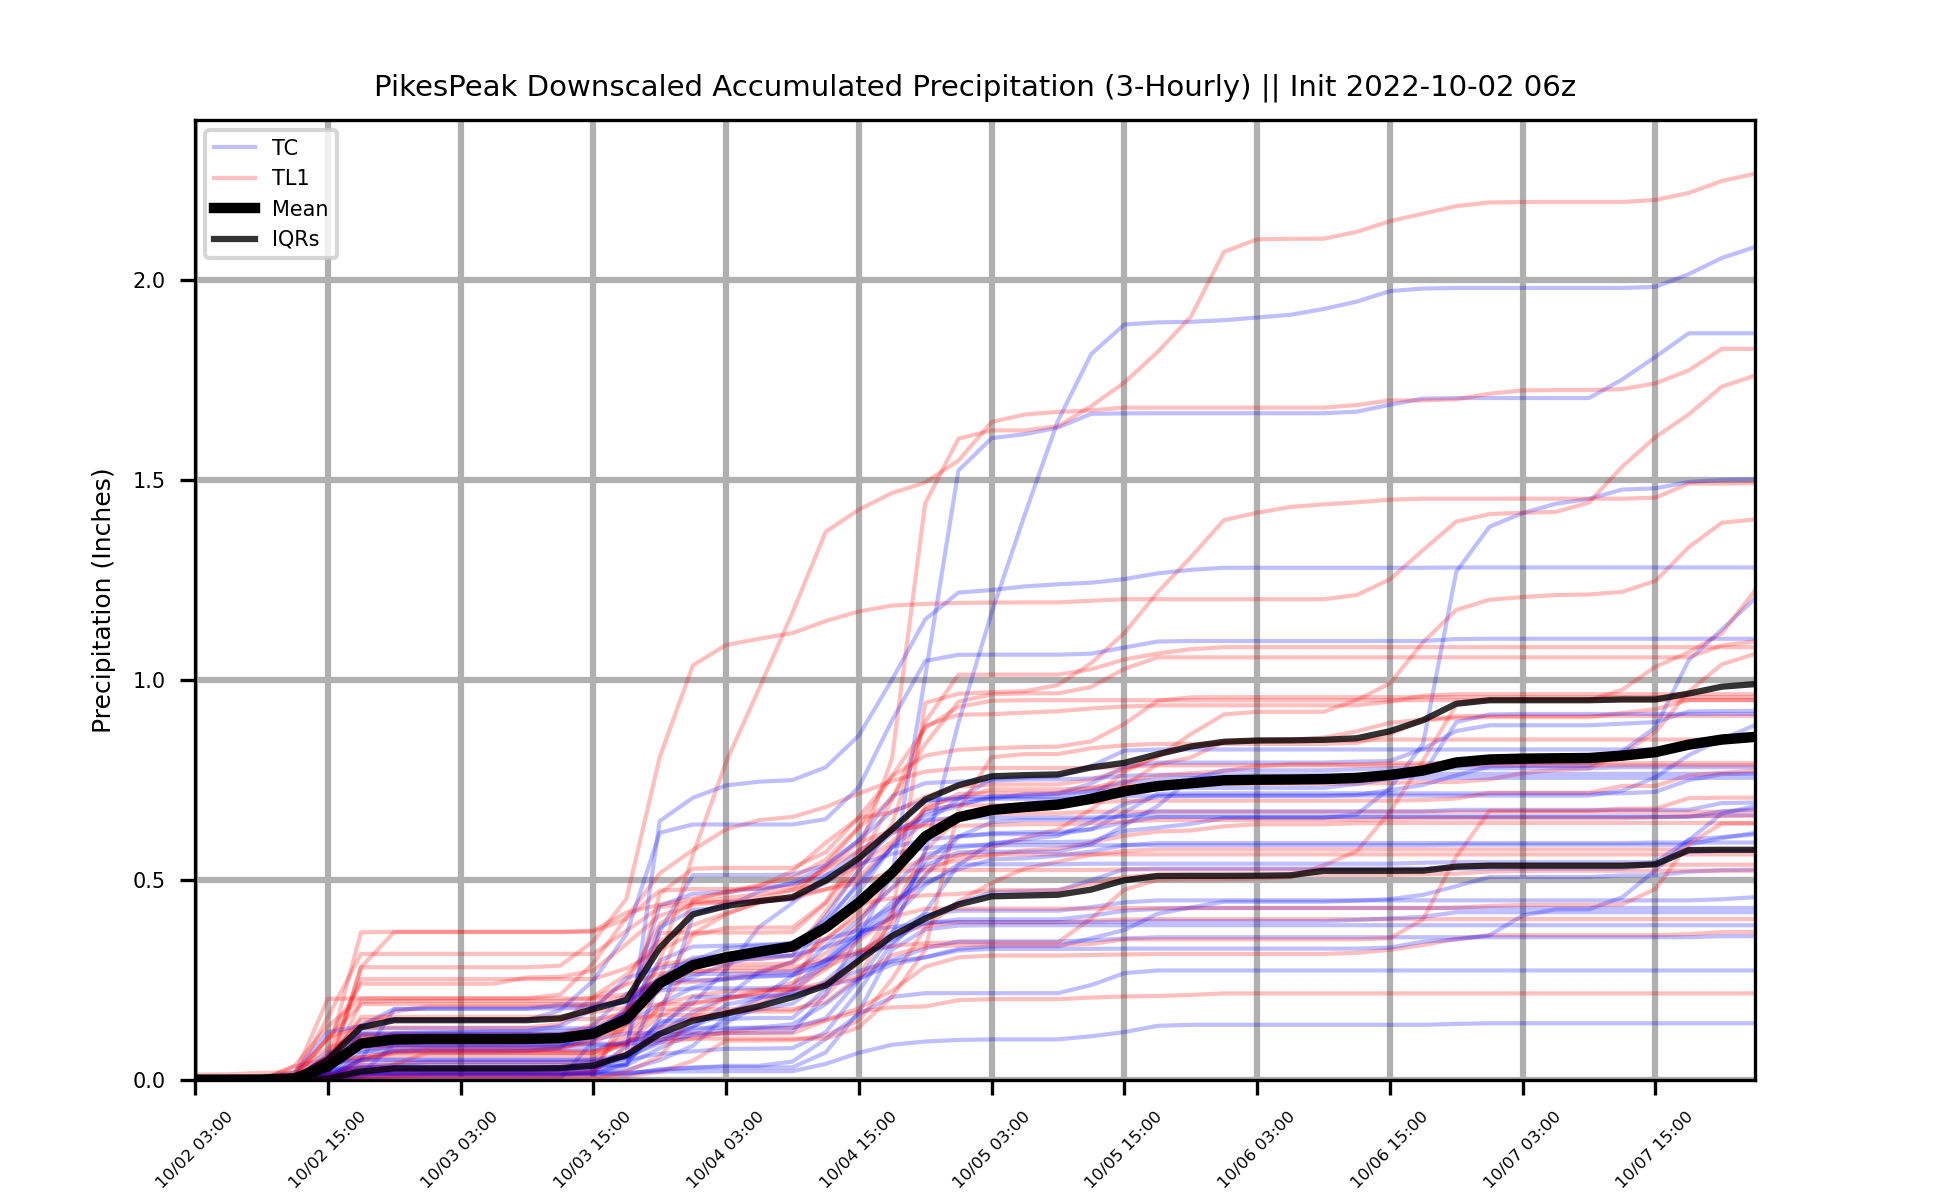 PikesPeak Downscaled Accumulated Precipitation (3-Hourly) || Init 2022-10-02 06z
TC
TL1
Mean
IQRs
Precipitation (Inches)
2.0
1.5
1.0
0.5
0.0
10/02 03:00
10/02 15:00
10/03 03:00
10/03 15:00
10/04 03:00
10/04 15:00
10/05 03:00
10/05 15:00
10/06 03:00
10/06 15:00
10/07 03:00
10/07 15:00